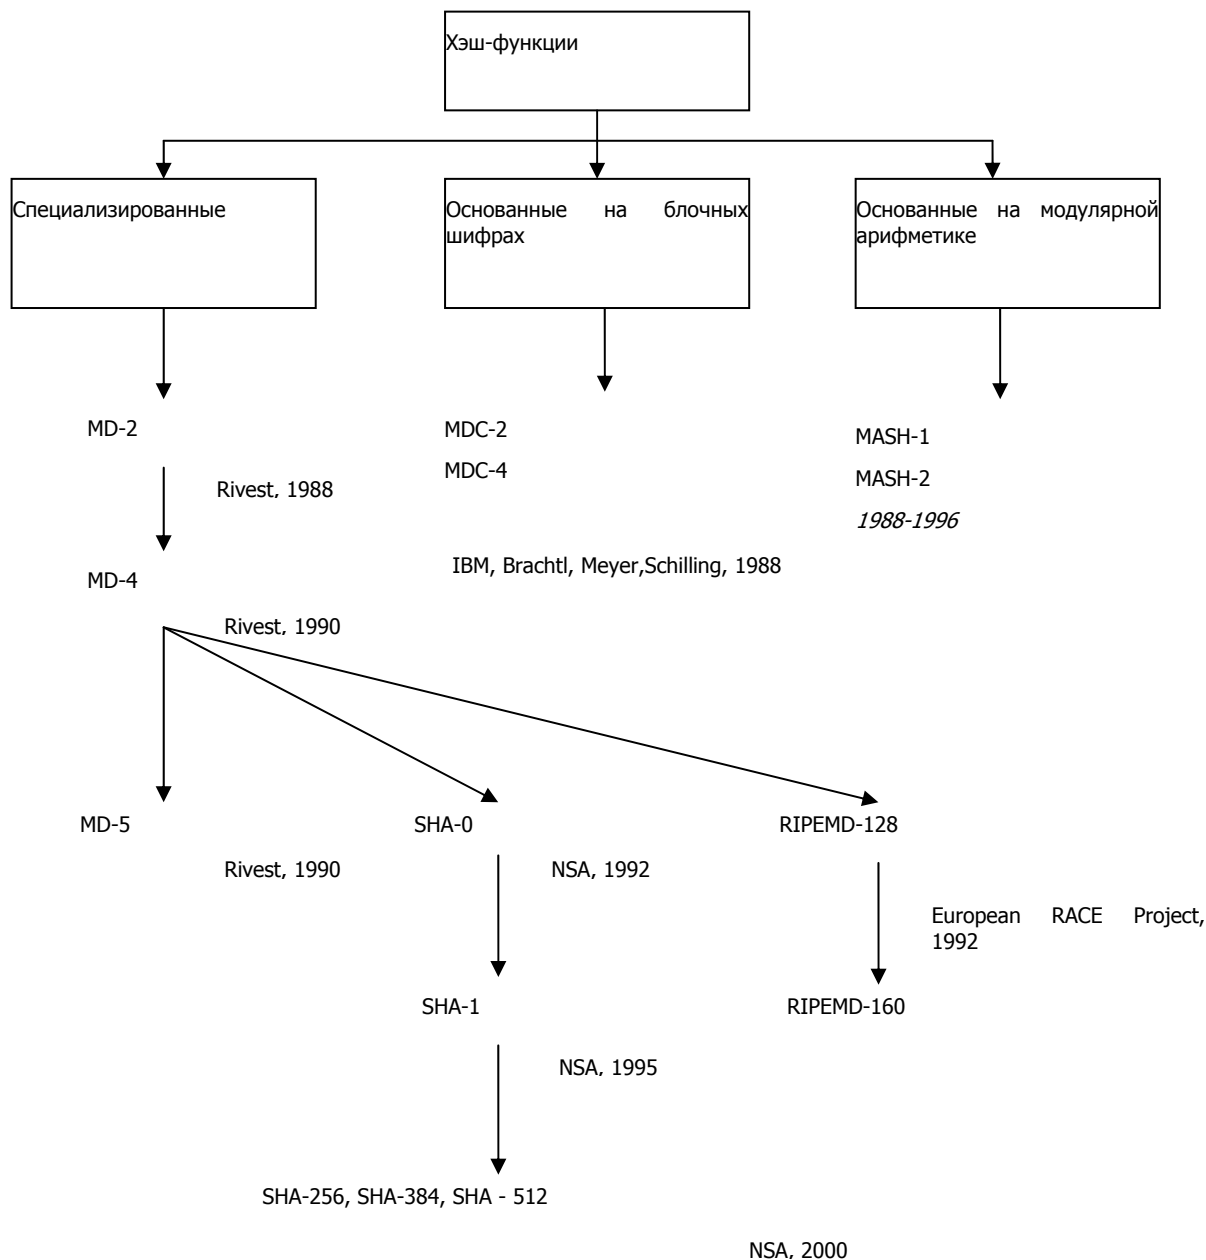 Хэш-функции
Специализированные
Основанные на блочных
шифрах
Основанные на модулярной
арифметике
MD-2
MDC-2
MDC-4
MASH-1
MASH-2
1988-1996
Rivest, 1988
IBM, Brachtl, Meyer,Schilling, 1988
MD-4
Rivest, 1990
MD-5
SHA-0
RIPEMD-128
Rivest, 1990
NSA, 1992
European RACE Project,
1992
SHA-1
RIPEMD-160
NSA, 1995
SHA-256, SHA-384, SHA - 512
NSA, 2000